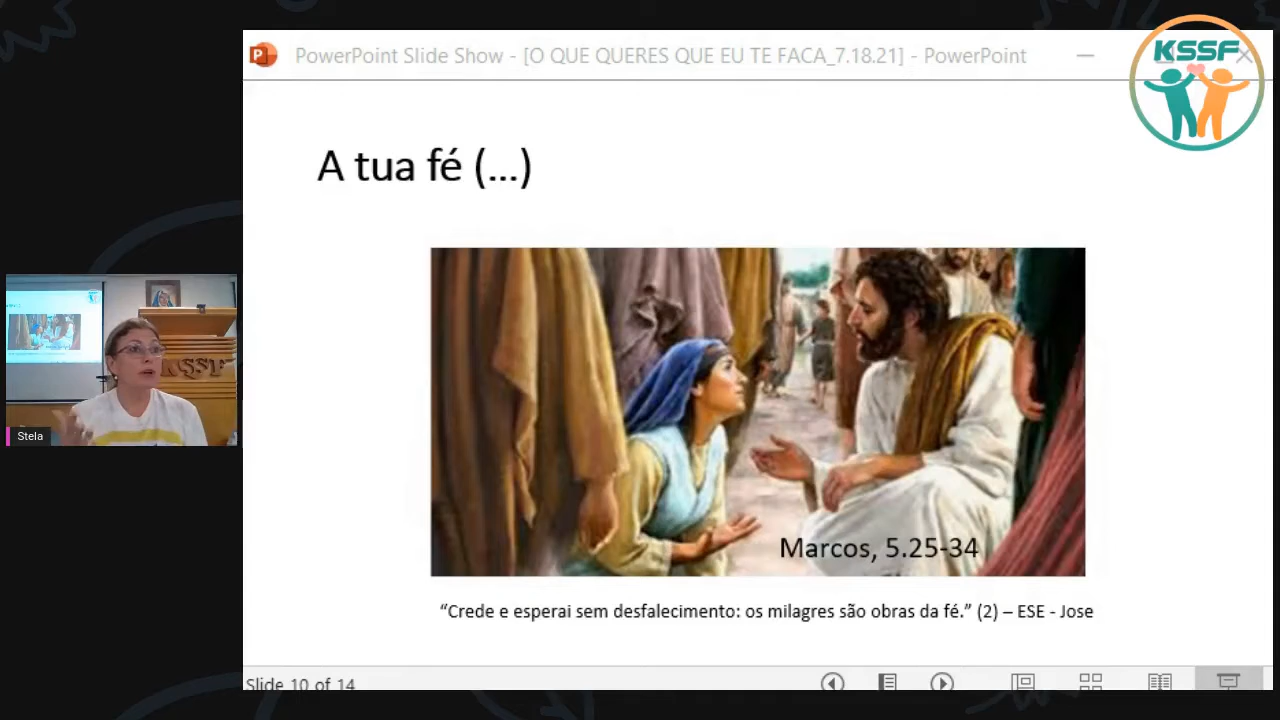 PowerPoint Slide Show - [O QUE QUERES QUE EU TE FACA_7.18.21] - PowerPoint
KSSF
A tua fé (...)
KSSF
Stela
Marcos, 5.25-34
“Crede e esperai sem desfalecimento: os milagres são obras da fé.” (2) – ESE - Jose
Slide 10 of 14